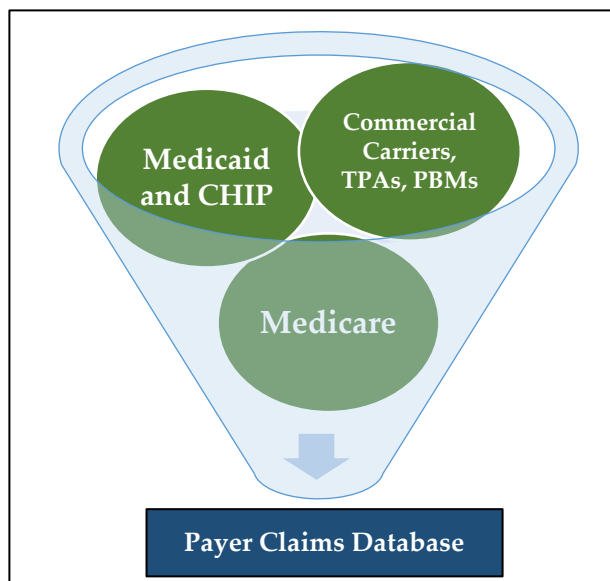 Medicaid
and CHIP
Commercial
Carriers,
TPAs, PBMs
Medicare
Payer Claims Database